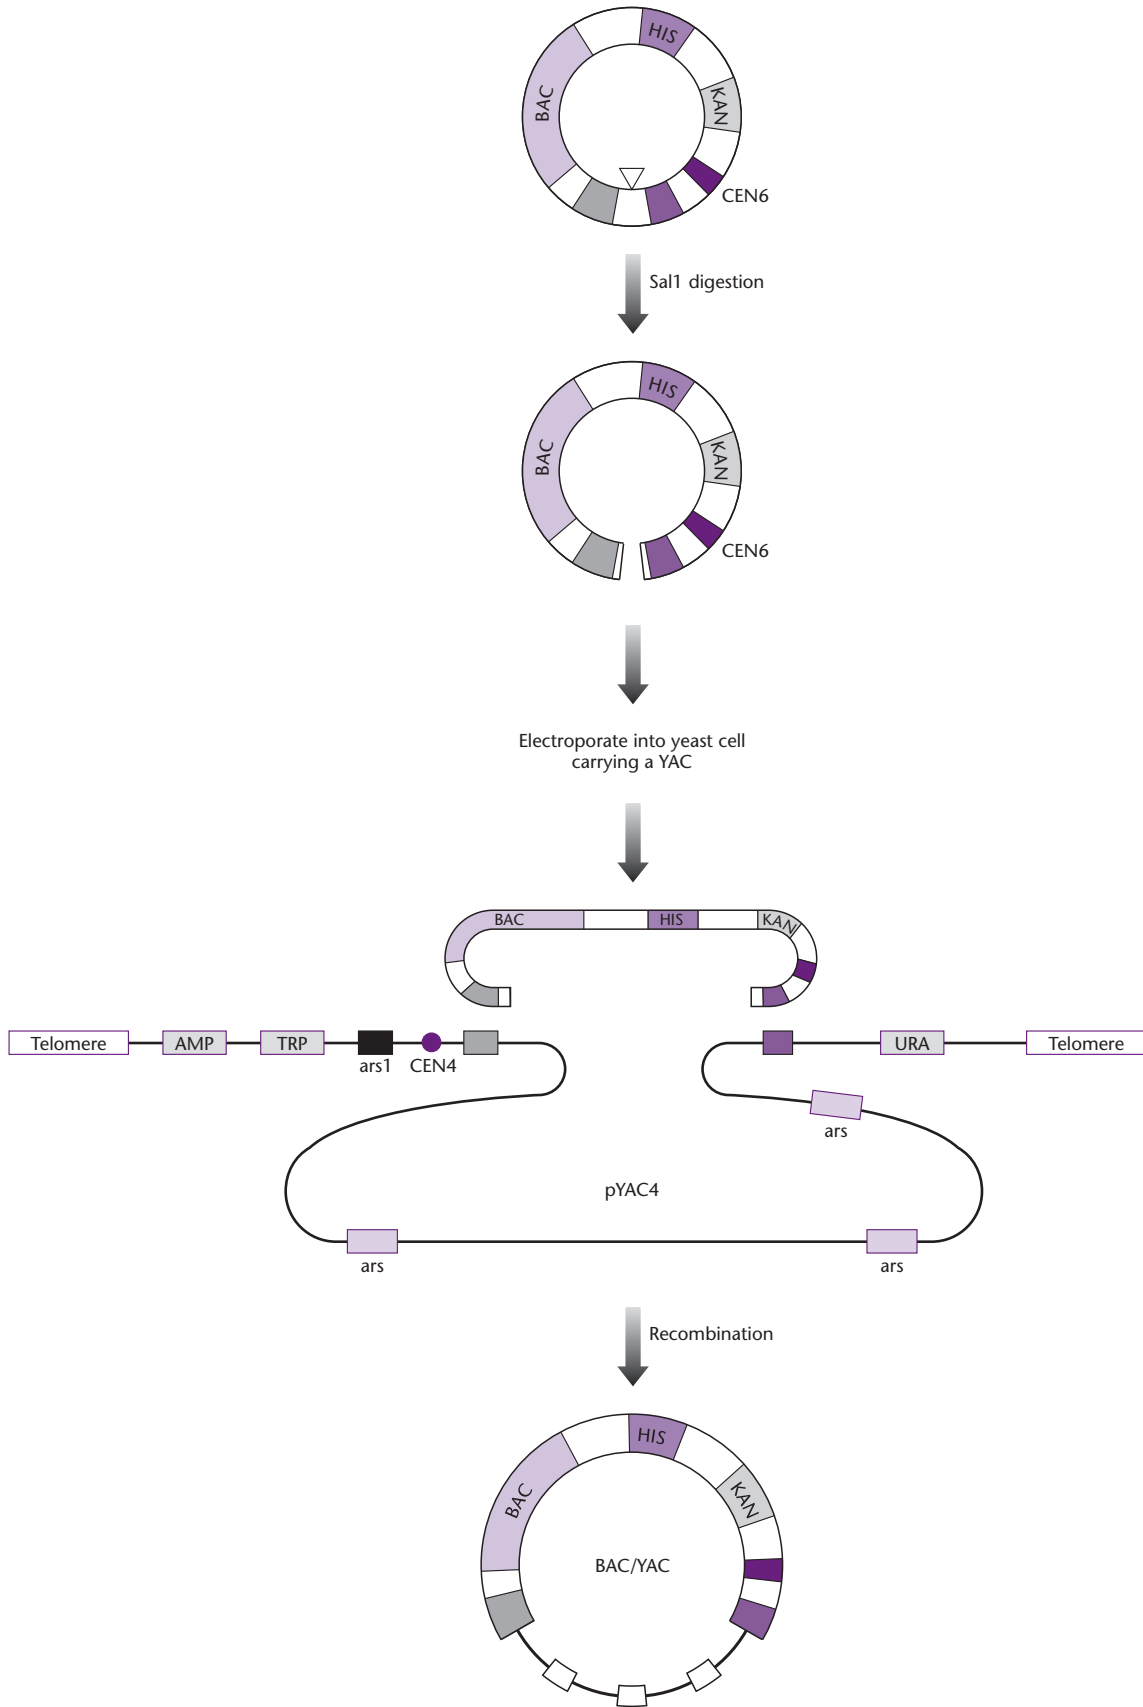 HIS
BAC
KAN
CEN6
Sal1 digestion
HIS
BAC
KAN
CEN6
Electroporate into yeast cell
carrying a YAC
BAC
HIS
KAN
Telomere
AMP
TRP
ars1
CEN4
URA
Telomere
ars
pYAC4
ars
ars
Recombination
HIS
BAC
KAN
BAC/YAC